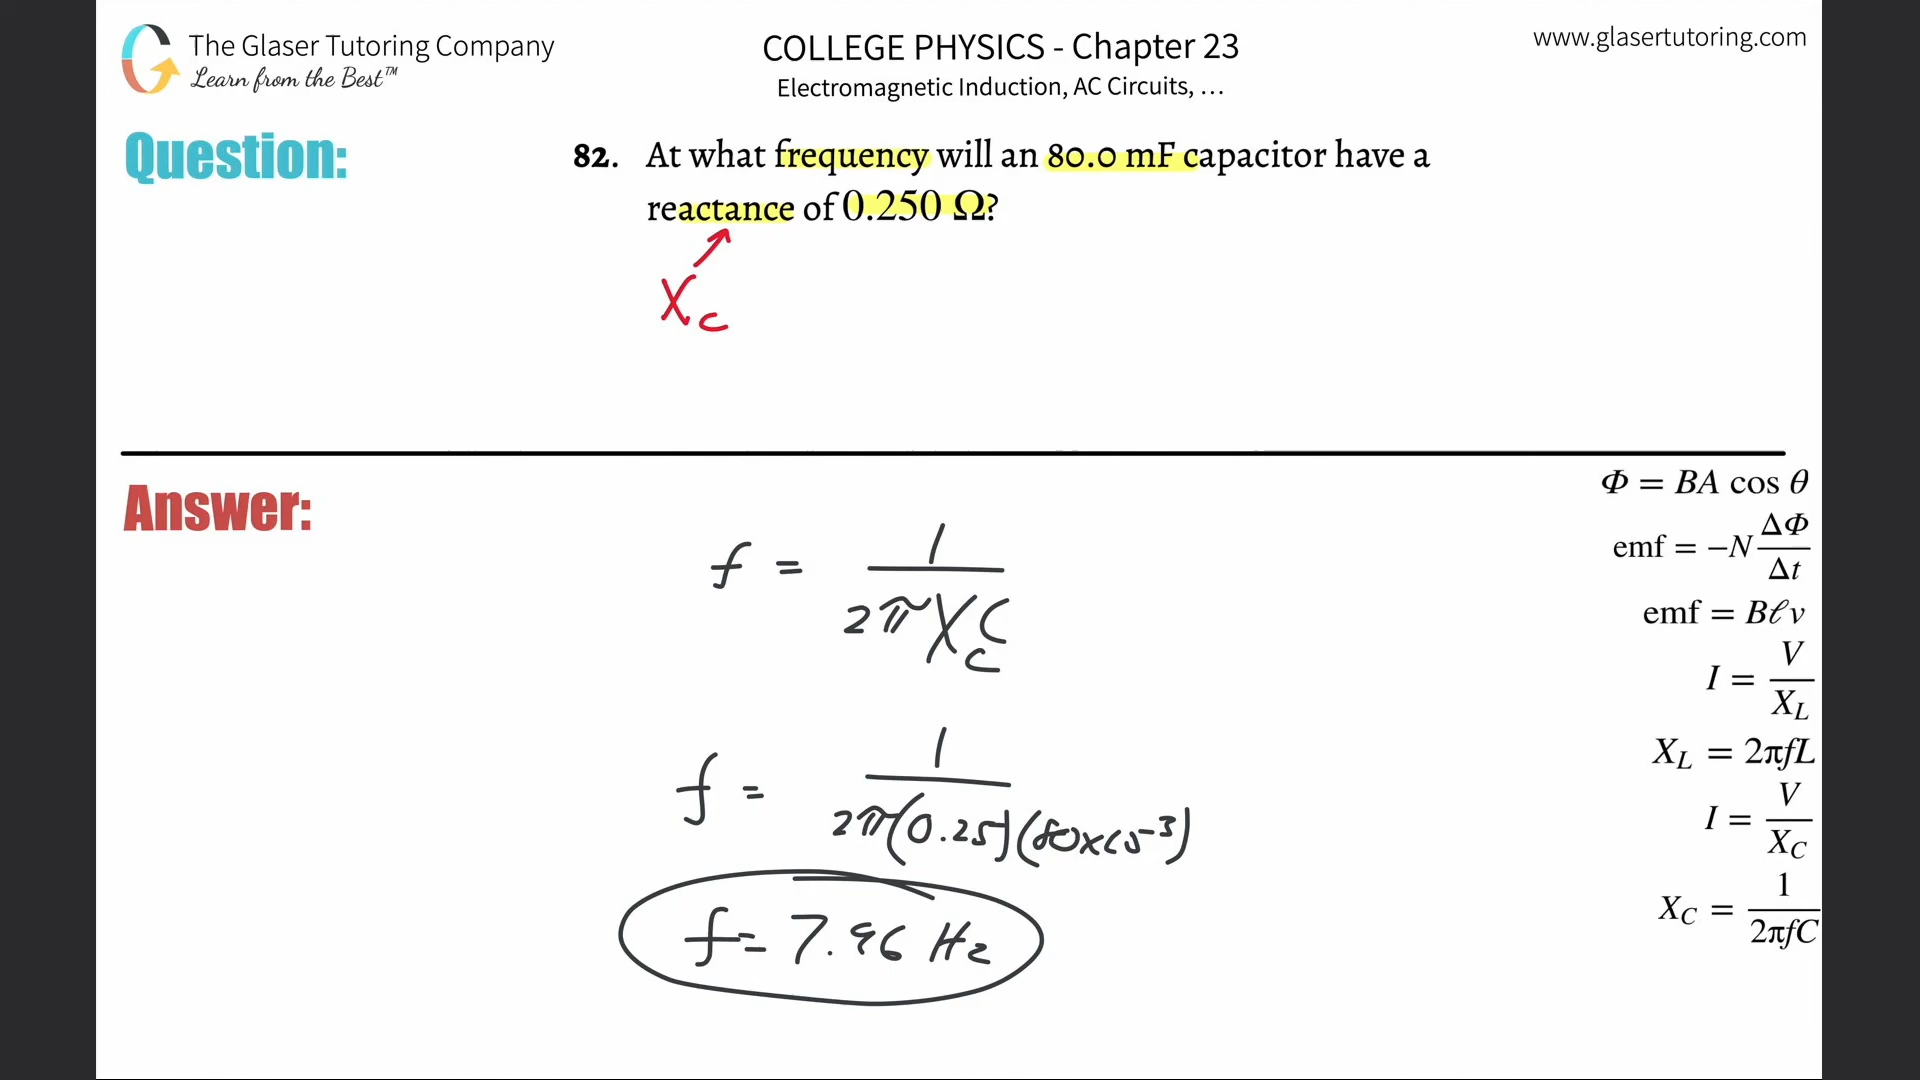 The Glaser Tutoring Company
Learn from the Best™
COLLEGE PHYSICS - Chapter 23
Electromagnetic Induction, AC Circuits, ...
www.glasertutoring.com
Question:
82. At what frequency will an 80.0 mF capacitor have a
reactance of 0.250 Ω?
X_C
Answer:
f = 1 / (2π X_C C)
f = 1 / (2π(0.25)(80x10⁻³))
f = 7.96 Hz
Φ = BA cos θ
emf = −N ΔΦ/Δt
emf = Bℓv
I = V/X_L
X_L = 2πfL
I = V/X_C
X_C = 1/(2πfC)